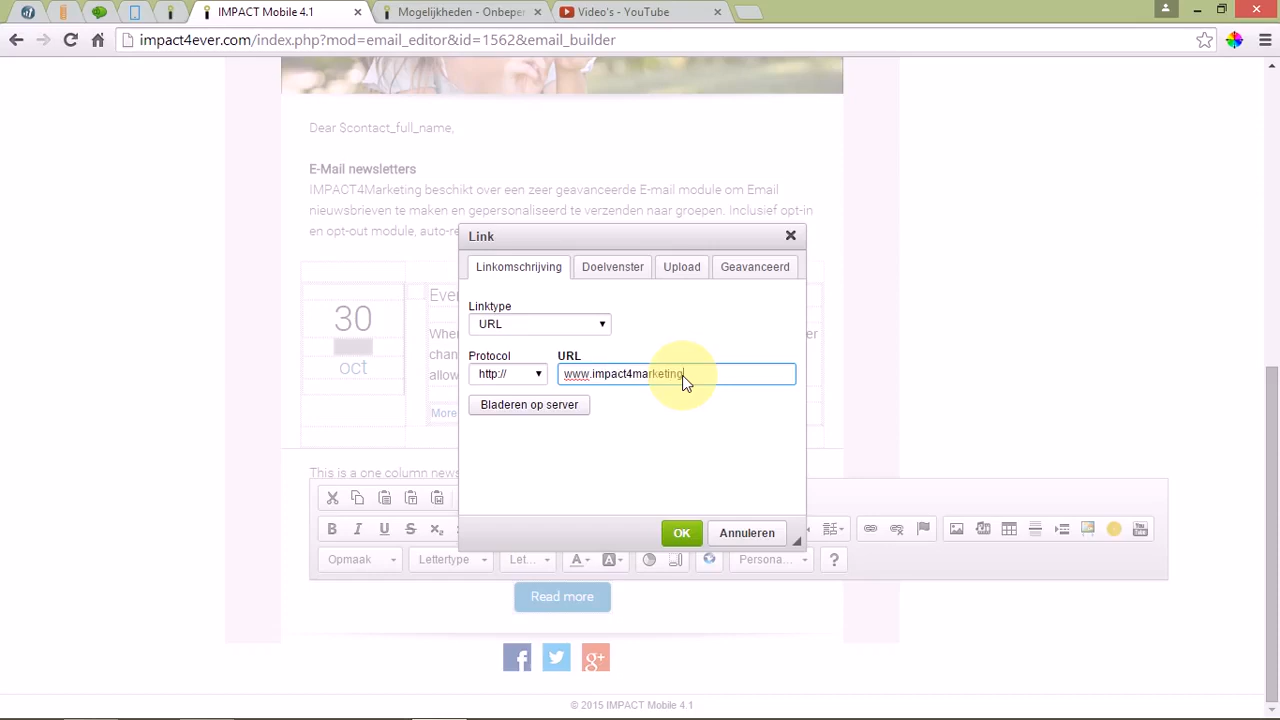 IMPACT Mobile 4.1
Mogelijkheden - Onbeper
Video's - YouTube
impact4ever.com/index.php?mod=email_editor&id=1562&email_builder
Dear $contact_full_name,
E-Mail newsletters
IMPACT4Marketing beschikt over een zeer geavanceerde E-mail module om Email
nieuwsbrieven te maken en gepersonaliseerd te verzenden naar groepen. Inclusief opt-in
en opt-out module, auto-re
Link
Linkomschrijving
Doelvenster
Upload
Geavanceerd
Linktype
URL
Protocol
URL
http://
www.impact4marketing
Bladeren op server
OK
Annuleren
30
oct
Eve
Whe
er
chan
allow
More
This is a one column news
Opmaak
Lettertype
Let...
Persona...
Read more
© 2015 IMPACT Mobile 4.1